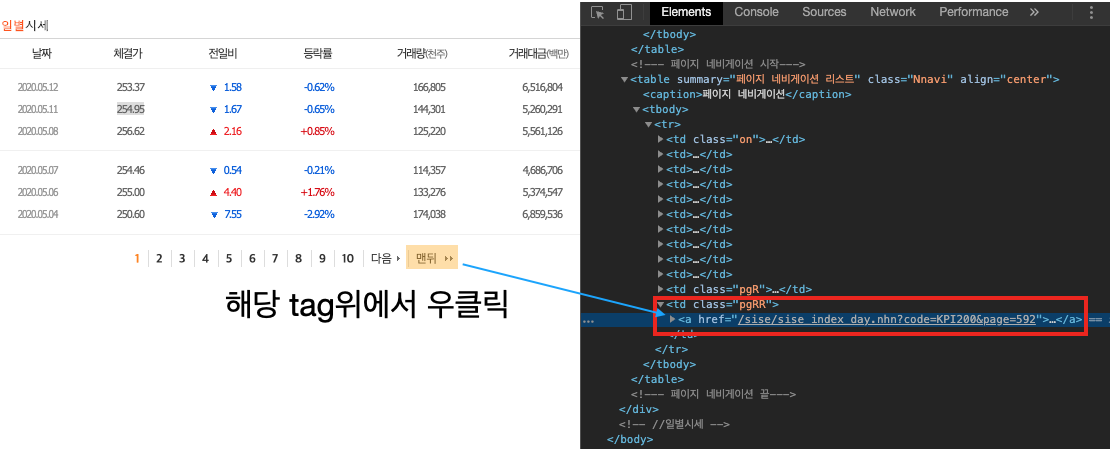 일별시세
날짜 체결가 전일비 등락률 거래량(천주) 거래대금(백만)
2020.05.12 253.37 ▼ 1.58 -0.62% 166,805 6,516,804
2020.05.11 254.95 ▼ 1.67 -0.65% 144,301 5,260,291
2020.05.08 256.62 ▲ 2.16 +0.85% 125,220 5,561,126
2020.05.07 254.46 ▼ 0.54 -0.21% 114,357 4,686,706
2020.05.06 255.00 ▲ 4.40 +1.76% 133,276 5,374,547
2020.05.04 250.60 ▼ 7.55 -2.92% 174,038 6,859,536
1 2 3 4 5 6 7 8 9 10 다음 맨뒤
해당 tag위에서 우클릭
Elements Console Sources Network Performance »
</tbody>
</table>
<!--- 페이지 네비게이션 시작--->
▼<table summary="페이지 네비게이션 리스트" class="Nnavi" align="center">
<caption>페이지 네비게이션</caption>
▼<tbody>
▼<tr>
▶<td class="on">…</td>
▶<td>…</td>
▶<td>…</td>
▶<td>…</td>
▶<td>…</td>
▶<td>…</td>
▶<td>…</td>
▶<td>…</td>
▶<td>…</td>
▶<td>…</td>
▶<td class="pgR">…</td>
▼<td class="pgRR">
… ▶<a href="/sise/sise_index_day.nhn?code=KPI200&page=592">…</a> ==
</td>
</tr>
</tbody>
</table>
<!--- 페이지 네비게이션 끝--->
</div>
<!-- //일별시세 -->
</body>